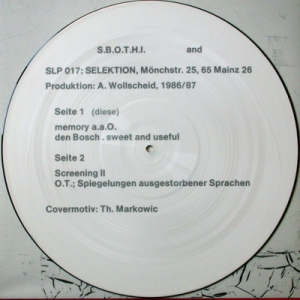 S.B.O.T.H.I. and
SLP 017: SELEKTION, Mönchstr. 25, 65 Mainz 26
Produktion: A. Wollscheid, 1986/87
Seite 1 (diese)
memory a.a.O.
den Bosch . sweet and useful
Seite 2
Screening II
O.T.; Spiegelungen ausgestorbener Sprachen
Covermotiv: Th. Markowic